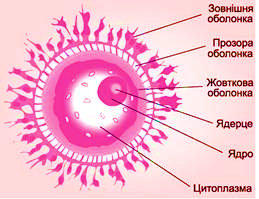 Зовнішня
оболонка
Прозора
оболонка
Жовткова
оболонка
Ядерце
Ядро
Цитоплазма